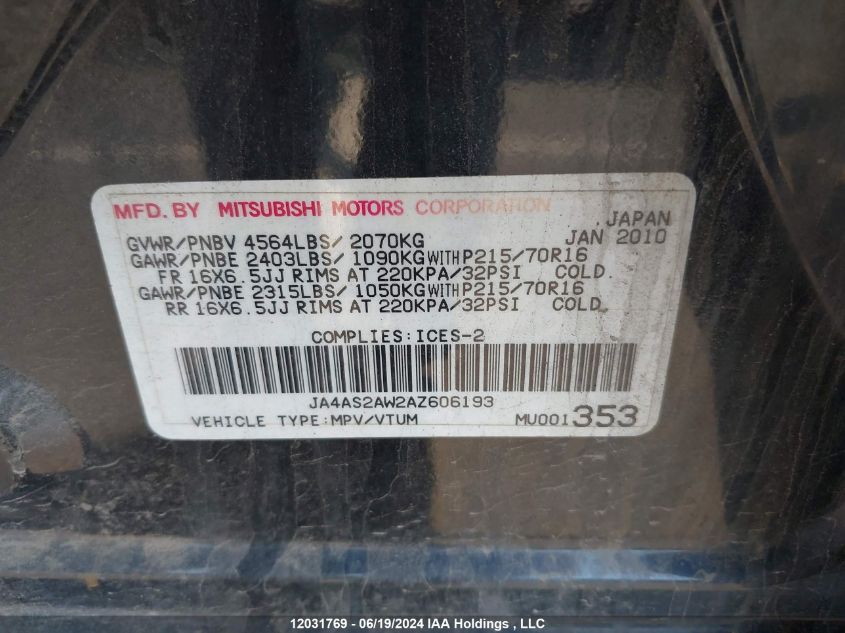 MFD. BY MITSUBISHI MOTORS CORPORATION
JAPAN
GVWR/PNBV 4564LBS/ 2070KG JAN 2010
GAWR/PNBE 2403LBS/ 1090KG WITH P215/70R16
FR 16X6.5JJ RIMS AT 220KPA/32PSI COLD.
GAWR/PNBE 2315LBS/ 1050KG WITH P215/70R16
RR 16X6.5JJ RIMS AT 220KPA/32PSI COLD.
COMPLIES:ICES-2
JA4AS2AW2AZ606193
VEHICLE TYPE:MPV/VTUM MU001353
12031769 - 06/19/2024 IAA Holdings , LLC